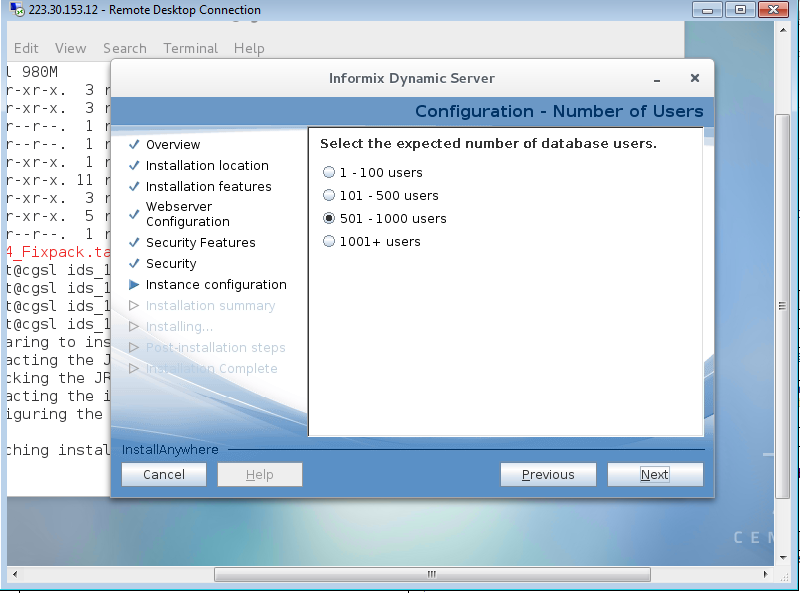 223.30.153.12 - Remote Desktop Connection
Edit View Search Terminal Help
l 980M
r-xr-x. 3 r
r-xr-x. 3 r
r--r--. 1 r
r--r--. 1 r
r-xr-x. 1 r
r-xr-x. 11 r
r-xr-x. 3 r
r-xr-x. 5 r
r--r--. 1 r
4_Fixpack.ta
t@cgsl ids_1
t@cgsl ids_1
t@cgsl ids_1
t@cgsl ids_1
aring to ins
acting the J
cking the JR
acting the i
iguring the
ching instal
Informix Dynamic Server
Configuration - Number of Users
Overview
Installation location
Installation features
Webserver
Configuration
Security Features
Security
Instance configuration
Installation summary
Installing...
Post-installation steps
Installation Complete
Select the expected number of database users.
1 - 100 users
101 - 500 users
501 - 1000 users
1001+ users
InstallAnywhere
Cancel
Help
Previous
Next
C E N